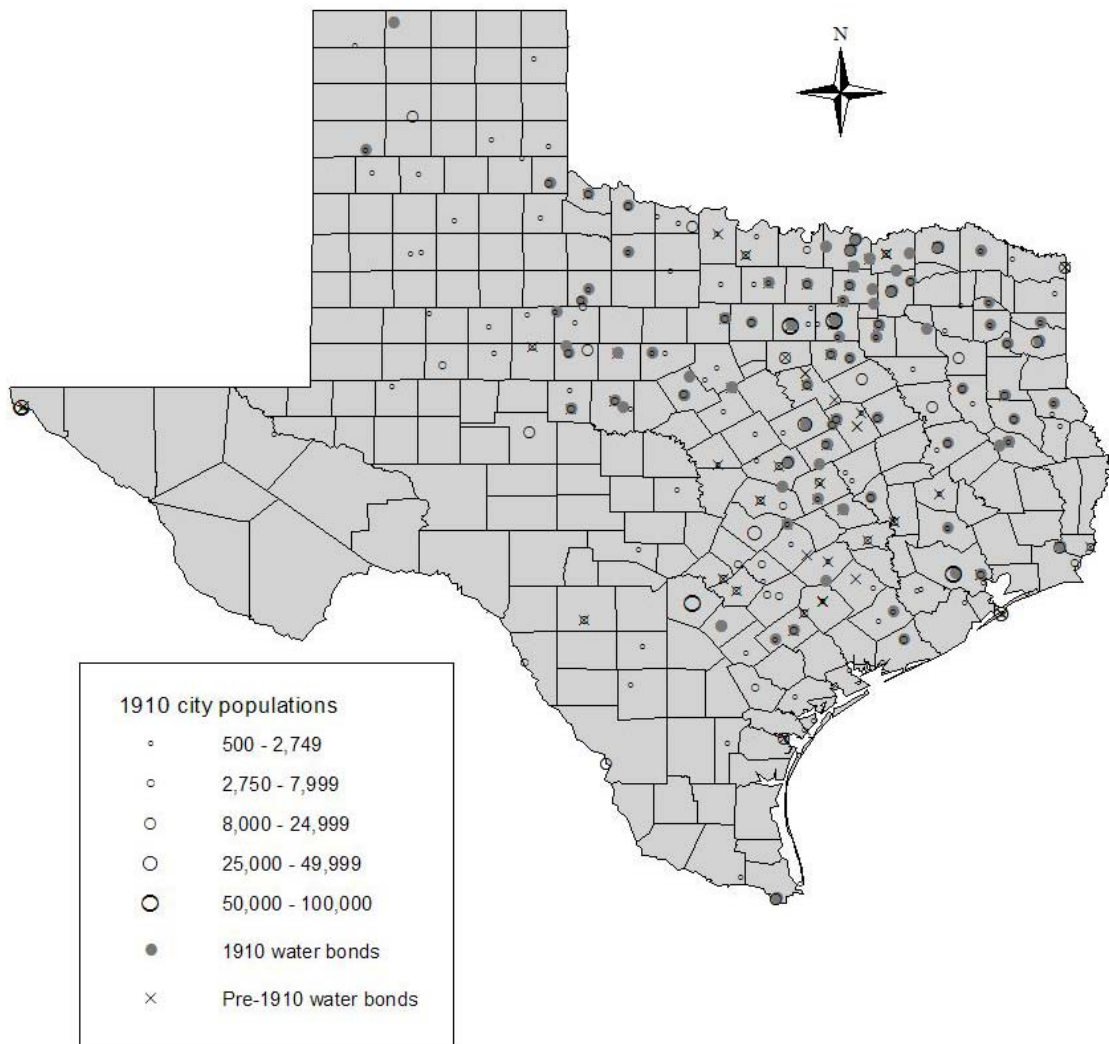 N
1910 city populations
500 - 2,749
2,750 - 7,999
8,000 - 24,999
25,000 - 49,999
50,000 - 100,000
1910 water bonds
Pre-1910 water bonds